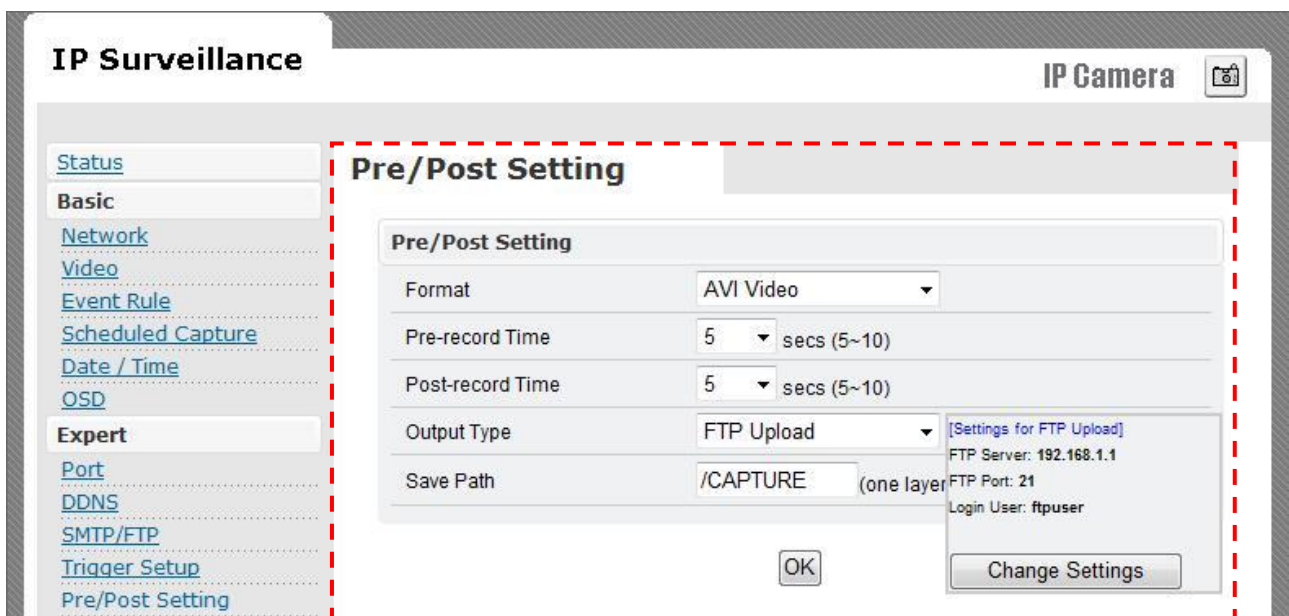 IP Surveillance
IP Camera
Status
Basic
Network
Video
Event Rule
Scheduled Capture
Date / Time
OSD
Expert
Port
DDNS
SMTP/FTP
Trigger Setup
Pre/Post Setting
Pre/Post Setting
Pre/Post Setting
Format AVI Video
Pre-record Time 5 secs (5~10)
Post-record Time 5 secs (5~10)
Output Type FTP Upload
Save Path /CAPTURE (one layer
[Settings for FTP Upload]
FTP Server: 192.168.1.1
FTP Port: 21
Login User: ftpuser
Change Settings
OK